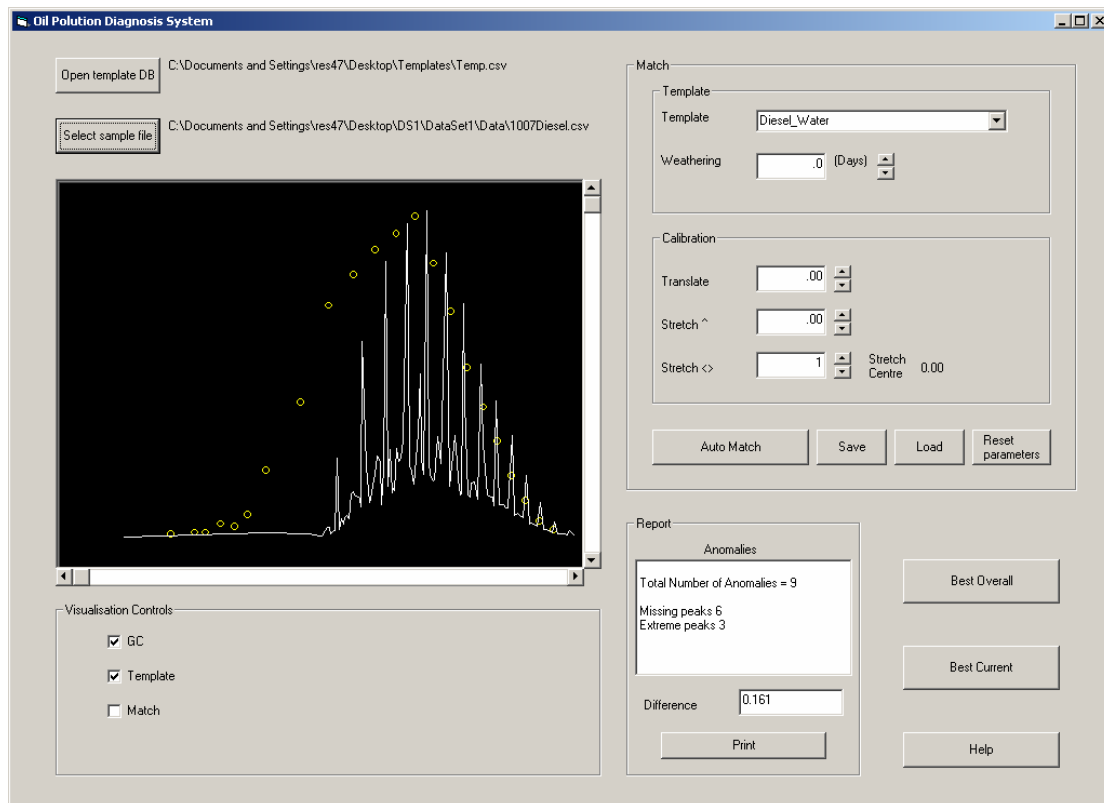 Oil Polution Diagnosis System
Open template DB
C:\Documents and Settings\res47\Desktop\Templates\Temp.csv
Select sample file
C:\Documents and Settings\res47\Desktop\DS1\DataSet1\Data\1007Diesel.csv
Visualisation Controls
GC
Template
Match
Match
Template
Template
Diesel_Water
Weathering
.0
(Days)
Calibration
Translate
.00
Stretch ^
.00
Stretch <>
1
Stretch
Centre
0.00
Auto Match
Save
Load
Reset
parameters
Report
Anomalies
Total Number of Anomalies = 9
Missing peaks 6
Extreme peaks 3
Difference
0.161
Print
Best Overall
Best Current
Help